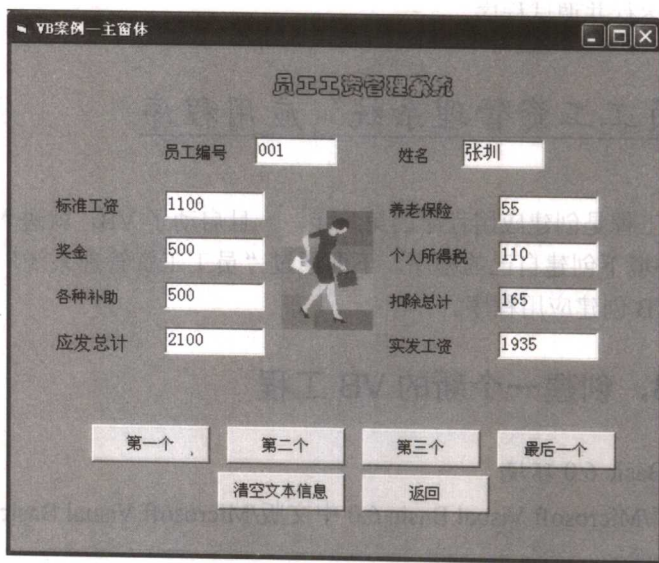 VB案例—主窗体
员工工资管理系统
员工编号 001 姓名 张圳
标准工资 1100 养老保险 55
奖金 500 个人所得税 110
各种补助 500 扣除总计 165
应发总计 2100 实发工资 1935
第一个 第二个 第三个 最后一个
清空文本信息 返回